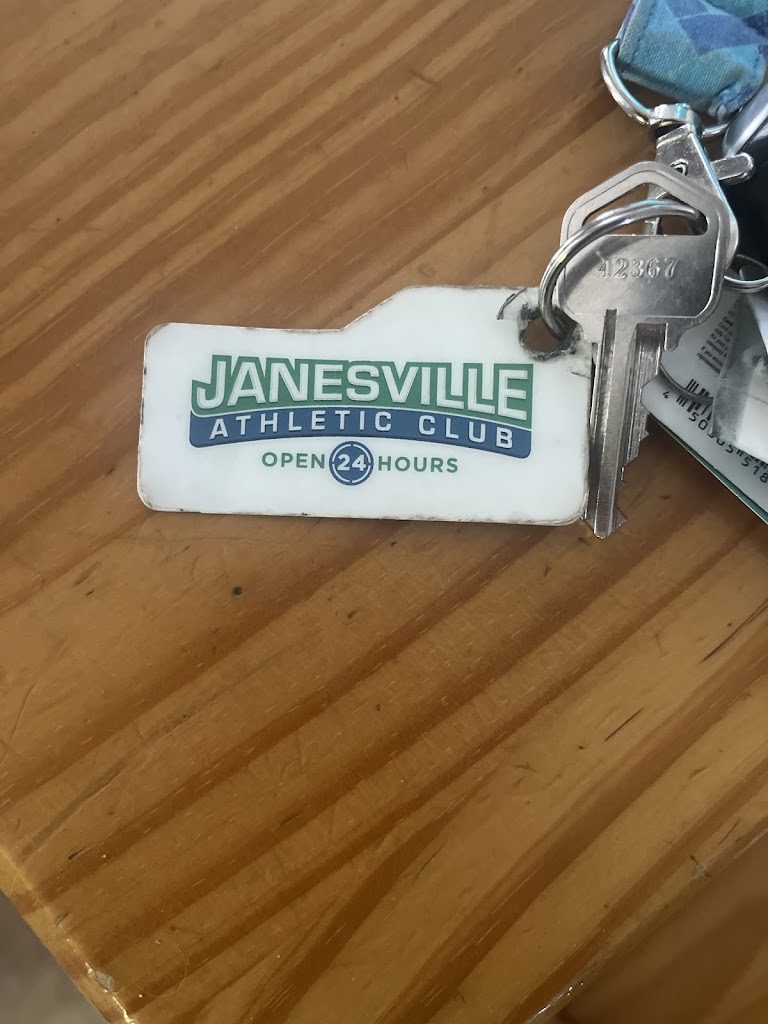 42367
JANESVILLE
ATHLETIC CLUB
OPEN 24 HOURS